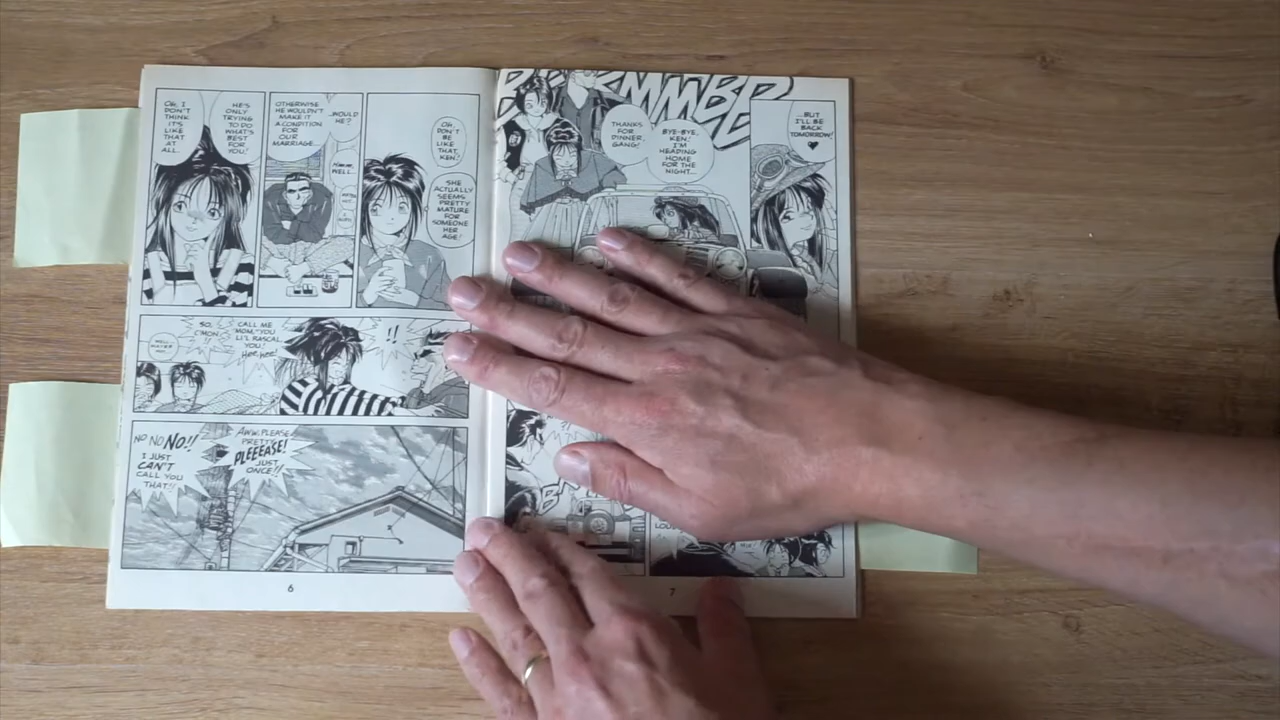 OH, I
DON'T
THINK
IT'S
LIKE
THAT
AT
ALL.
HE'S
ONLY
TRYING
TO DO
WHAT'S
BEST
FOR
YOU!
OTHERWISE
HE WOULDN'T
MAKE IT
A CONDITION
FOR
OUR
MARRIAGE...
...WOULD
HE?
WELL...
OH,
DON'T
BE
LIKE
THAT,
KEN!
SHE
ACTUALLY
SEEMS
PRETTY
MATURE
FOR
SOMEONE
HER
AGE!
SO,
C'MON!
CALL ME
MOM, YOU
LI'L RASCAL
YOU!
HEE HEE!
!!
NO NO NO!!
I JUST
CAN'T
CALL YOU
THAT!!
AWW, PLEASE
PRETTY
PLEEEASE!
JUST
ONCE!!
6
THANKS
FOR
DINNER,
GANG!
BYE-BYE,
KEN!
I'M
HEADING
HOME
FOR THE
NIGHT...
...BUT
I'LL BE
BACK
TOMORROW!
7